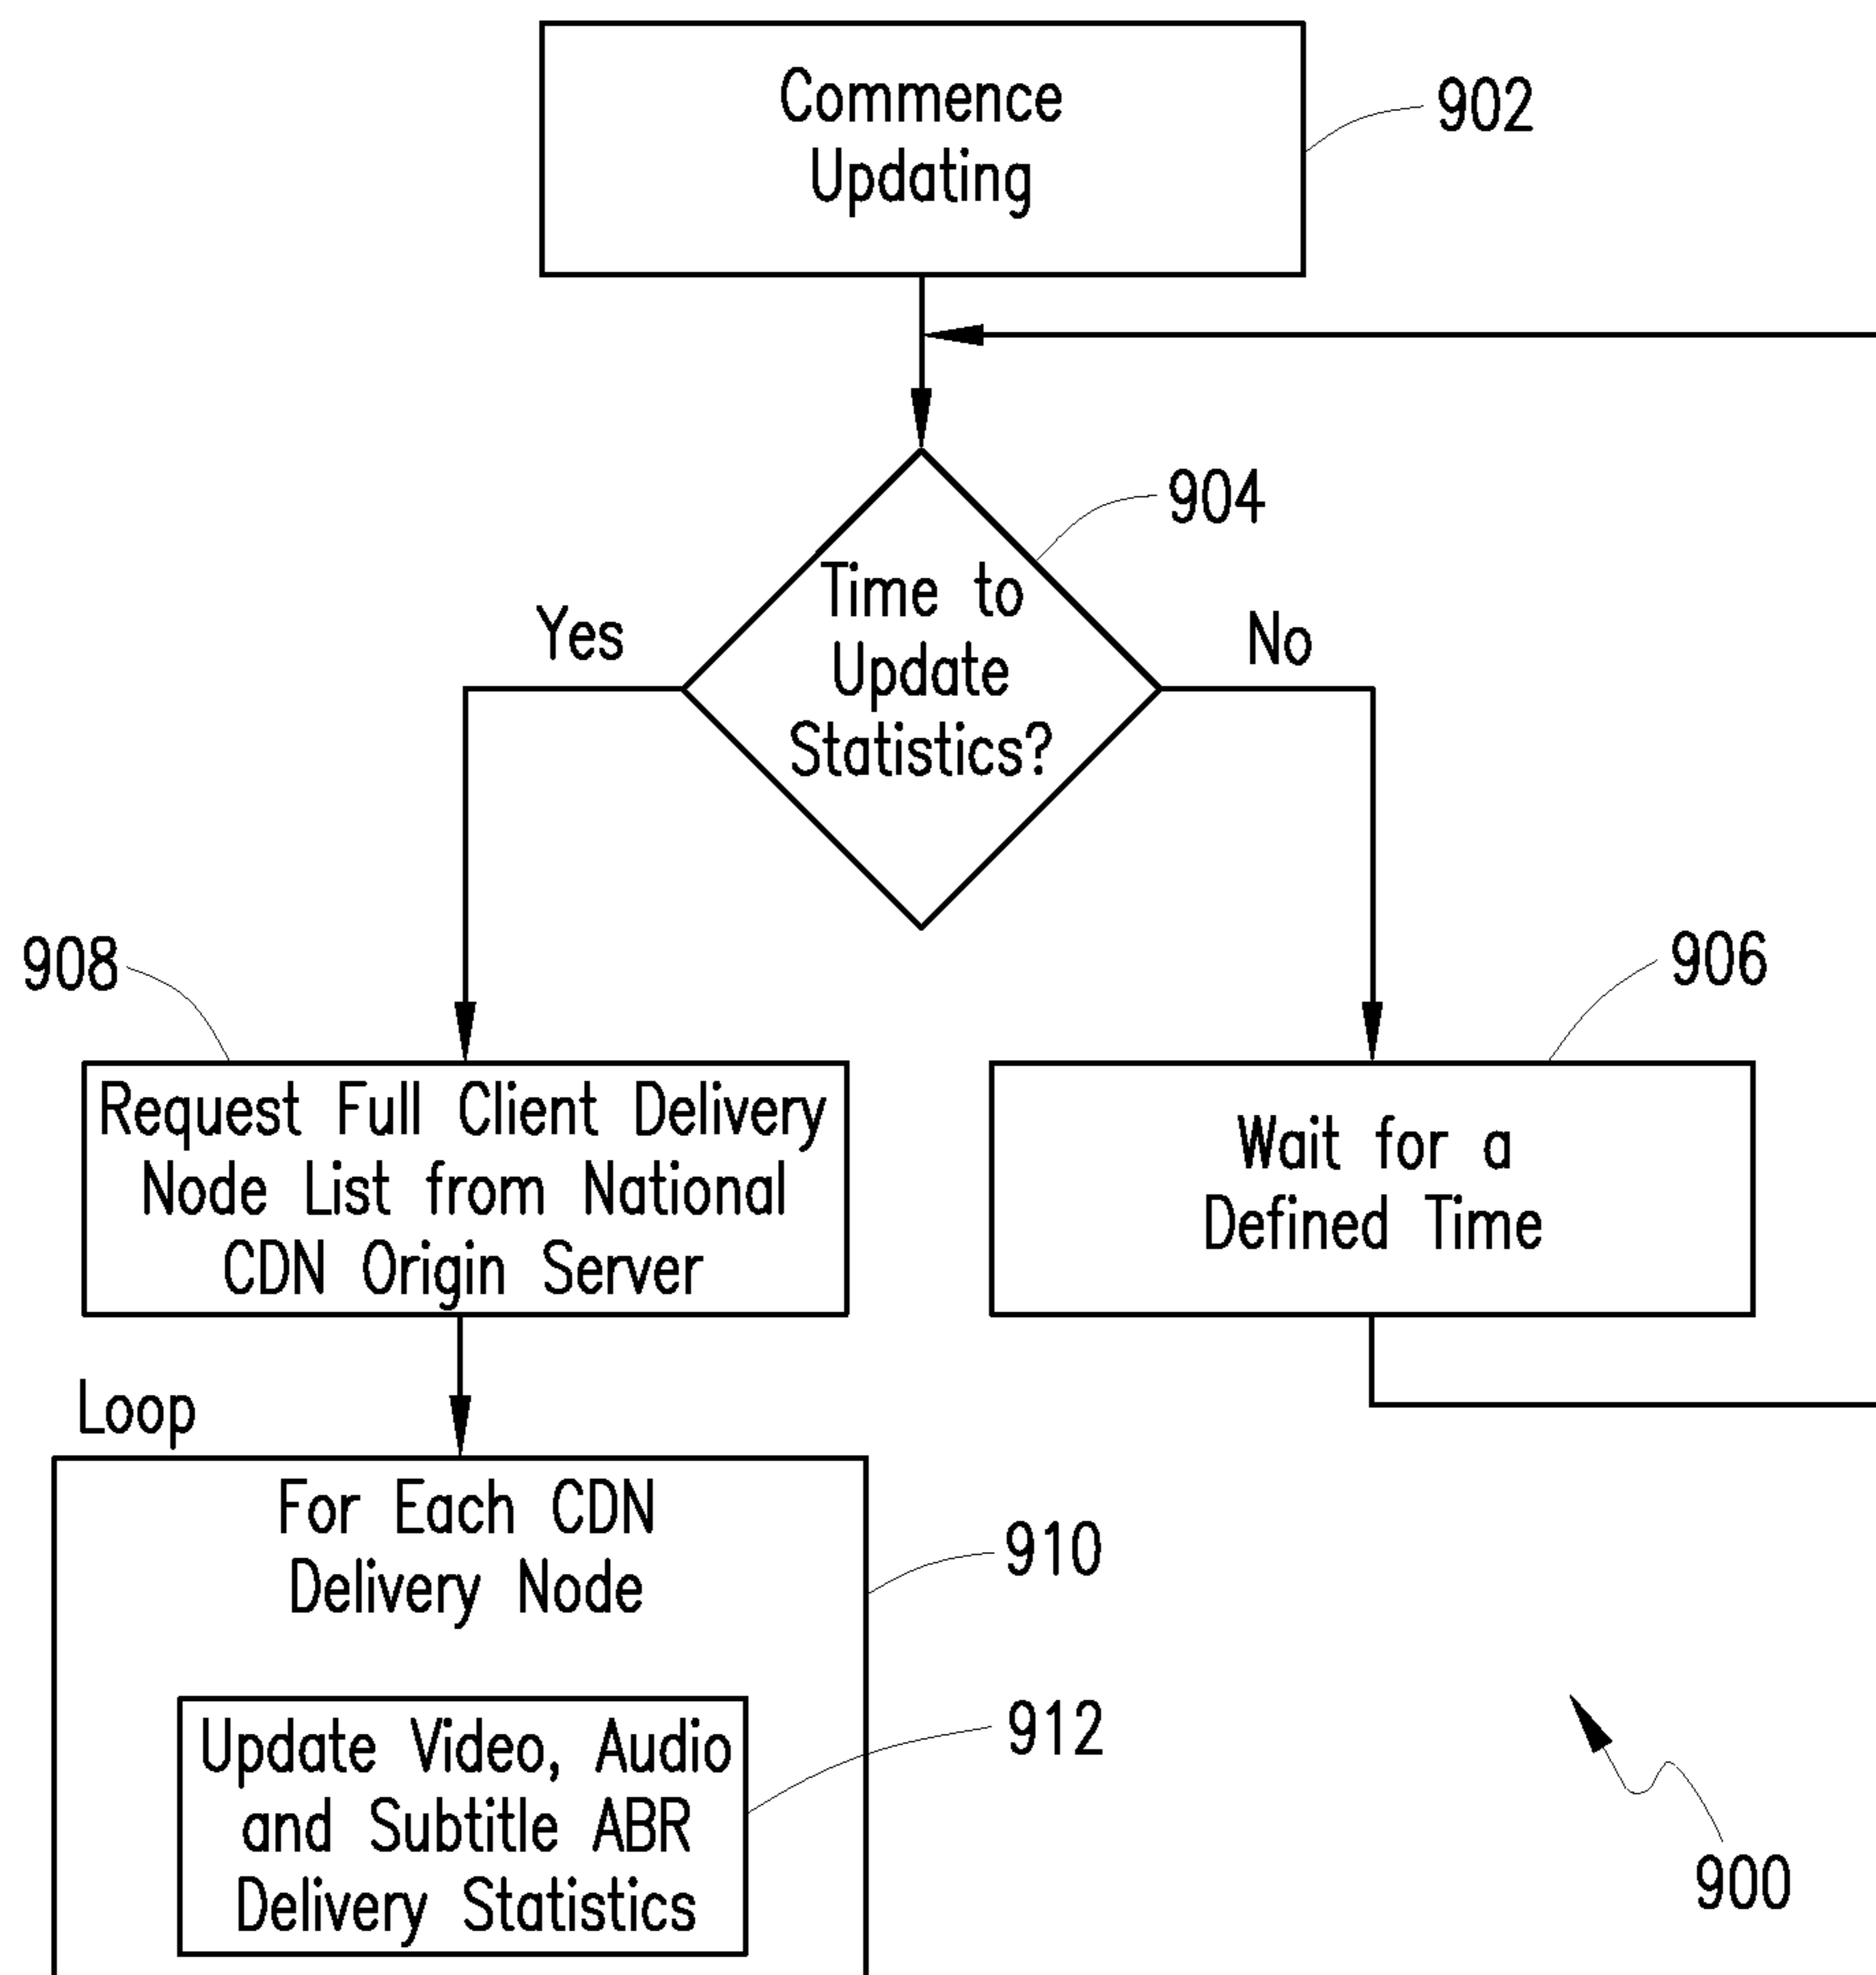 Commence
Updating
902
904
Time to
Update
Statistics?
Yes
No
908
906
Request Full Client Delivery
Node List from National
CDN Origin Server
Wait for a
Defined Time
Loop
For Each CDN
Delivery Node
910
Update Video, Audio
and Subtitle ABR
Delivery Statistics
912
900